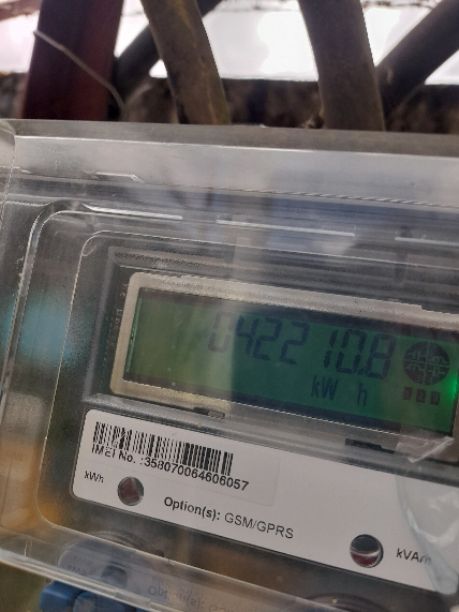 042210.8
kW h
IMEI No. :358070064606057
kWh
Option(s): GSM/GPRS
kVArh